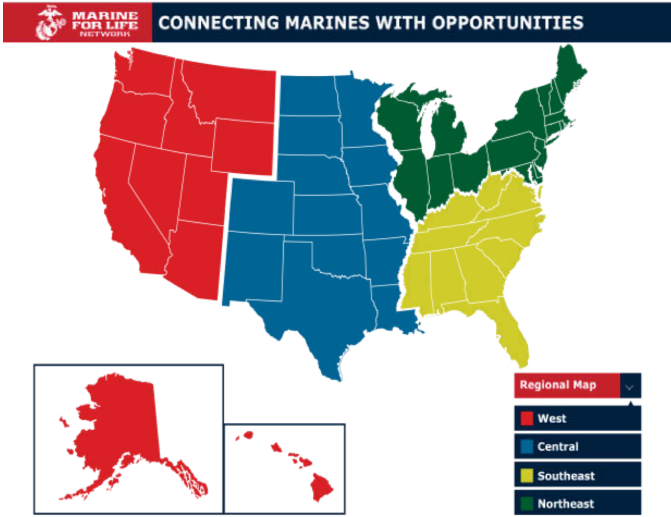 MARINE
FOR LIFE
NETWORK
CONNECTING MARINES WITH OPPORTUNITIES
Regional Map
West
Central
Southeast
Northeast